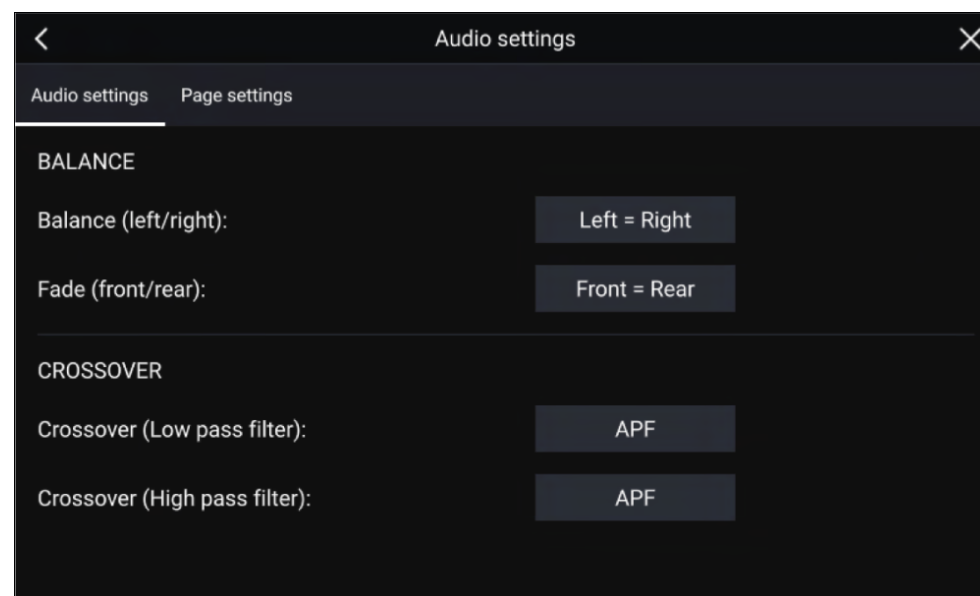 Audio settings
Audio settings Page settings
BALANCE
Balance (left/right): Left = Right
Fade (front/rear): Front = Rear
CROSSOVER
Crossover (Low pass filter): APF
Crossover (High pass filter): APF